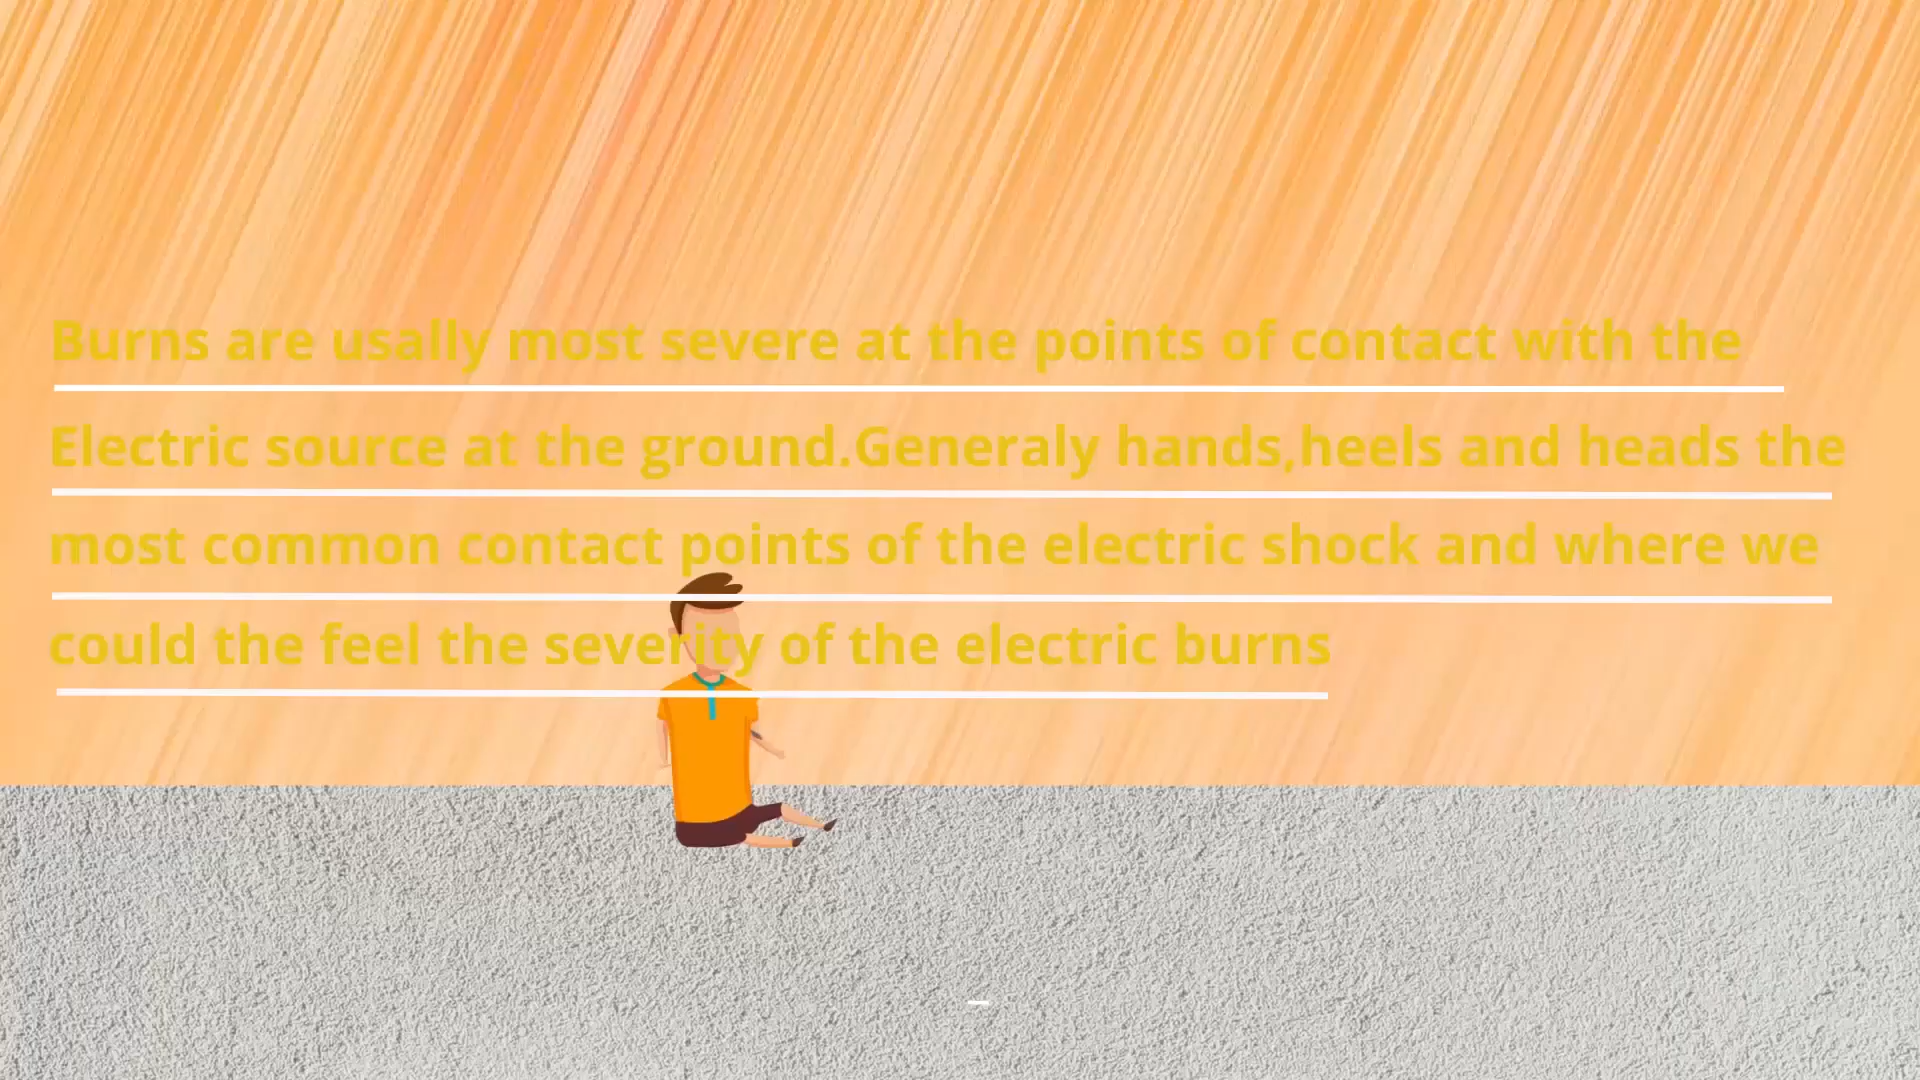 Burns are usally most severe at the points of contact with the
Electric source at the ground.Generaly hands,heels and heads the
most common contact points of the electric shock and where we
could the feel the severity of the electric burns